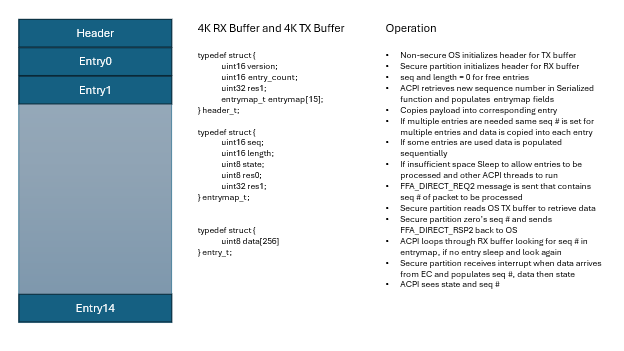 Header
Entry0
Entry1
Entry14
4K RX Buffer and 4K TX Buffer
typedef struct {
uint16 version;
uint16 entry_count;
uint32 res1;
entrymap_t entrymap[15];
} header_t;
typedef struct {
uint16 seq;
uint16 length;
uint8 state;
uint8 res0;
uint32 res1;
} entrymap_t;
typedef struct {
uint8 data[256]
} entry_t;
Operation
• Non-secure OS initializes header for TX buffer
• Secure partition initializes header for RX buffer
• seq and length = 0 for free entries
• ACPI retrieves new sequence number in Serialized
function and populates entrymap fields
• Copies payload into corresponding entry
• If multiple entries are needed same seq # is set for
multiple entries and data is copied into each entry
• If some entries are used data is populated
sequentially
• If insufficient space Sleep to allow entries to be
processed and other ACPI threads to run
• FFA_DIRECT_REQ2 message is sent that contains
seq # of packet to be processed
• Secure partition reads OS TX buffer to retrieve data
• Secure partition zero's seq # and sends
FFA_DIRECT_RSP2 back to OS
• ACPI loops through RX buffer looking for seq # in
entrymap, if no entry sleep and look again
• Secure partition receives interrupt when data arrives
from EC and populates seq #, data then state
• ACPI sees state and seq #